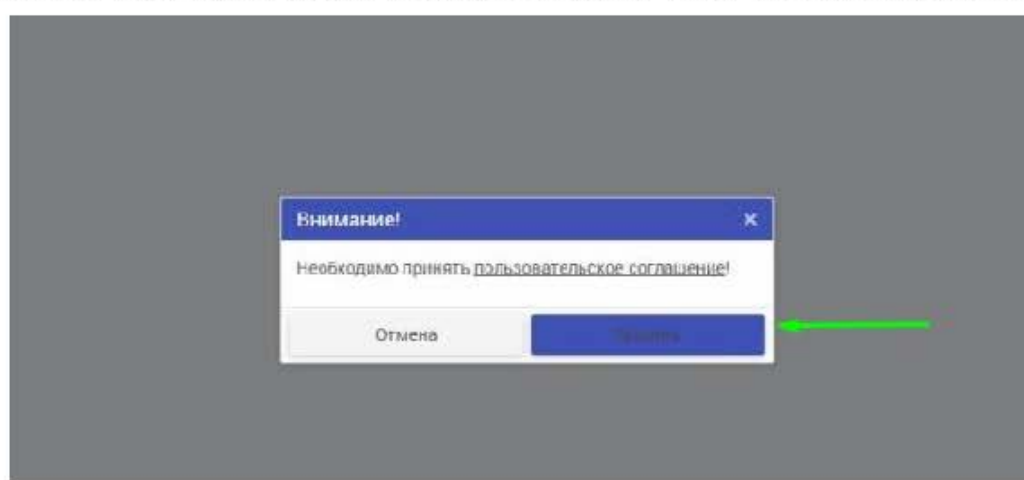 Внимание!
Необходимо принять пользовательское соглашение!
Отмена